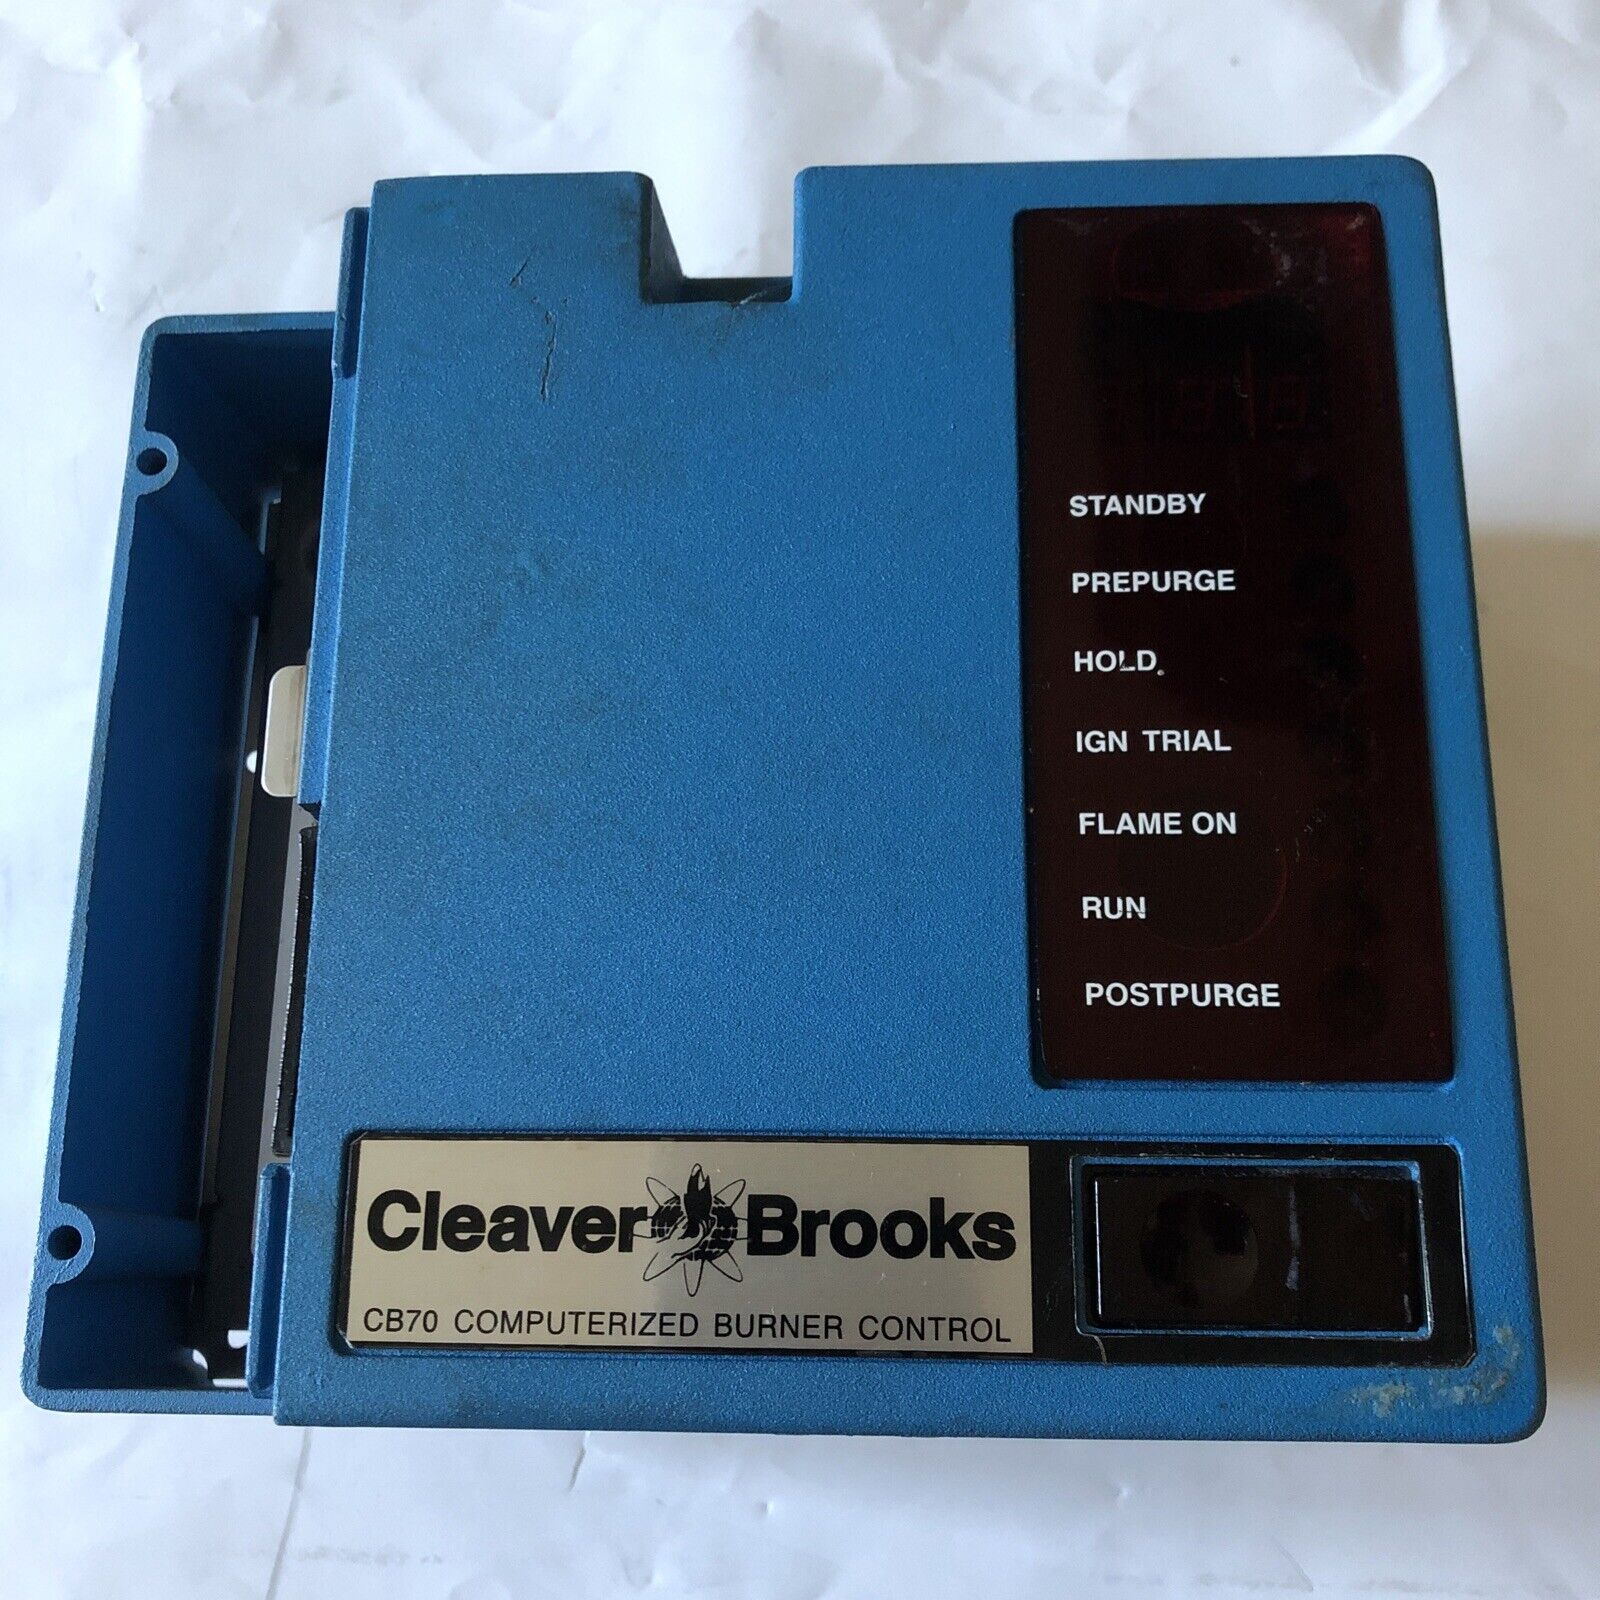 STANDBY
PREPURGE
HOLD
IGN TRIAL
FLAME ON
RUN
POSTPURGE
Cleaver Brooks
CB70 COMPUTERIZED BURNER CONTROL